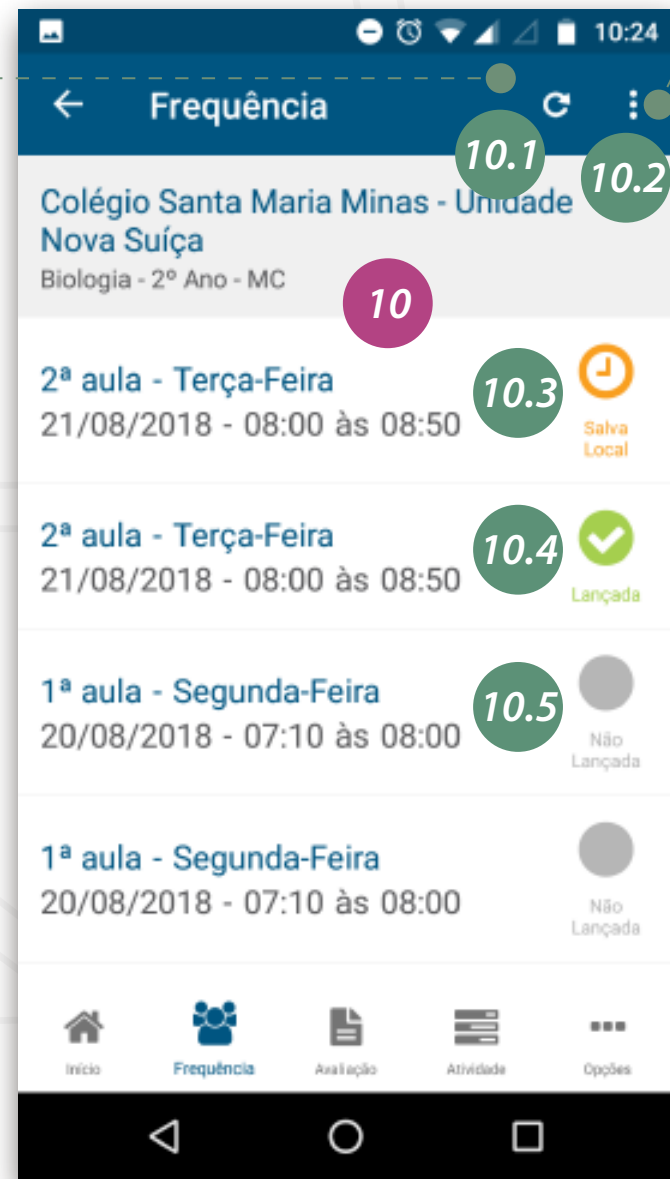 10:24
Frequência
10.1
10.2
Colégio Santa Maria Minas - Unidade
Nova Suíça
Biologia - 2º Ano - MC
10
2ª aula - Terça-Feira
21/08/2018 - 08:00 às 08:50
10.3
Salva
Local
2ª aula - Terça-Feira
21/08/2018 - 08:00 às 08:50
10.4
Lançada
1ª aula - Segunda-Feira
20/08/2018 - 07:10 às 08:00
10.5
Não
Lançada
1ª aula - Segunda-Feira
20/08/2018 - 07:10 às 08:00
Não
Lançada
Início
Frequência
Avaliação
Atividade
Opções